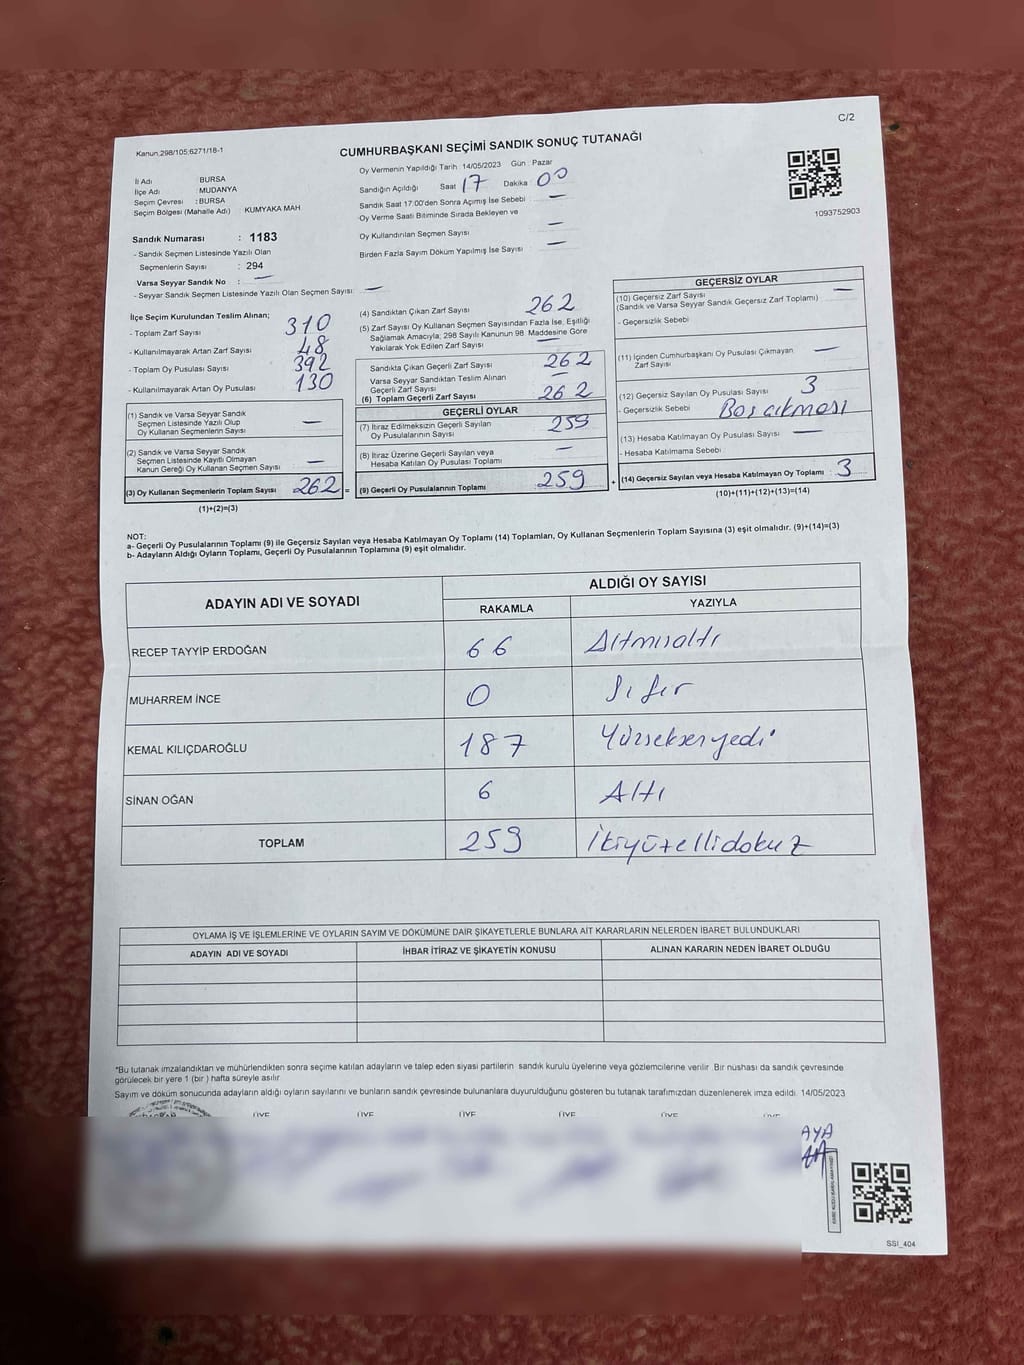 C/2
Kanun:298/105;6271/18-1
CUMHURBAŞKANI SEÇİMİ SANDIK SONUÇ TUTANAĞI
İl Adı : BURSA
İlçe Adı : MUDANYA
Seçim Çevresi : BURSA
Seçim Bölgesi (Mahalle Adı) : KUMYAKA MAH
Sandık Numarası : 1183
- Sandık Seçmen Listesinde Yazılı Olan
Seçmenlerin Sayısı : 294
Varsa Seyyar Sandık No : —
- Seyyar Sandık Seçmen Listesinde Yazılı Olan Seçmen Sayısı: —
Oy Vermenin Yapıldığı Tarih :14/05/2023 Gün : Pazar
Sandığın Açıldığı Saat 17 Dakika 00
Sandık Saat 17:00'den Sonra Açımış İse Sebebi —
Oy Verme Saati Bitiminde Sırada Bekleyen ve
Oy Kullandırılan Seçmen Sayısı —
Birden Fazla Sayım Döküm Yapılmış İse Sayısı —
1093752903
İlçe Seçim Kurulundan Teslim Alınan;
- Toplam Zarf Sayısı 310
- Kullanılmayarak Artan Zarf Sayısı 48
- Toplam Oy Pusulası Sayısı 392
- Kullanılmayarak Artan Oy Pusulası 130
(1) Sandık ve Varsa Seyyar Sandık
Seçmen Listesinde Yazılı Olup
Oy Kullanan Seçmenlerin Sayısı —
(2) Sandık ve Varsa Seyyar Sandık
Seçmen Listesinde Kayıtlı Olmayan
Kanun Gereği Oy Kullanan Seçmen Sayısı —
(3) Oy Kullanan Seçmenlerin Toplam Sayısı 262 =
(1)+(2)=(3)
(4) Sandıktan Çıkan Zarf Sayısı 262
(5) Zarf Sayısı Oy Kullanan Seçmen Sayısından Fazla İse, Eşitliği
Sağlamak Amacıyla; 298 Sayılı Kanunun 98. Maddesine Göre
Yakılarak Yok Edilen Zarf Sayısı —
Sandıkta Çıkan Geçerli Zarf Sayısı 262
Varsa Seyyar Sandıktan Teslim Alınan
Geçerli Zarf Sayısı —
(6) Toplam Geçerli Zarf Sayısı 262
GEÇERLİ OYLAR
(7) İtiraz Edilmeksizin Geçerli Sayılan
Oy Pusulalarının Sayısı 259
(8) İtiraz Üzerine Geçerli Sayılan veya
Hesaba Katılan Oy Pusulası Toplamı —
(9) Geçerli Oy Pusulalarının Toplamı 259 +
GEÇERSİZ OYLAR
(10) Geçersiz Zarf Sayısı —
(Sandık ve Varsa Seyyar Sandık Geçersiz Zarf Toplamı)
- Geçersizlik Sebebi
(11) İçinden Cumhurbaşkanı Oy Pusulası Çıkmayan —
Zarf Sayısı
(12) Geçersiz Sayılan Oy Pusulası Sayısı 3
- Geçersizlik Sebebi Boş çıkması
(13) Hesaba Katılmayan Oy Pusulası Sayısı —
- Hesaba Katılmama Sebebi
(14) Geçersiz Sayılan veya Hesaba Katılmayan Oy Toplamı 3
(10)+(11)+(12)+(13)=(14)
NOT:
a- Geçerli Oy Pusulalarının Toplamı (9) ile Geçersiz Sayılan veya Hesaba Katılmayan Oy Toplamı (14) Toplamları, Oy Kullanan Seçmenlerin Toplam Sayısına (3) eşit olmalıdır. (9)+(14)=(3)
b- Adayların Aldığı Oyların Toplamı, Geçerli Oy Pusulalarının Toplamına (9) eşit olmalıdır.
ADAYIN ADI VE SOYADI ALDIĞI OY SAYISI
RAKAMLA YAZIYLA
RECEP TAYYİP ERDOĞAN 66 Altmışaltı
MUHARREM İNCE 0 Sıfır
KEMAL KILIÇDAROĞLU 187 Yüzseksenyedi
SİNAN OĞAN 6 Altı
TOPLAM 259 İkiyüzellidokuz
OYLAMA İŞ VE İŞLEMLERİNE VE OYLARIN SAYIM VE DÖKÜMÜNE DAİR ŞİKAYETLERLE BUNLARA AİT KARARLARIN NELERDEN İBARET BULUNDUKLARI
ADAYIN ADI VE SOYADI İHBAR İTİRAZ VE ŞİKAYETİN KONUSU ALINAN KARARIN NEDEN İBARET OLDUĞU
*Bu tutanak imzalandıktan ve mühürlendikten sonra seçime katılan adayların ve talep eden siyasi partilerin sandık kurulu üyelerine veya gözlemcilerine verilir. Bir nüshası da sandık çevresinde
görülecek bir yere 1 (bir ) hafta süreyle asılır.
Sayım ve döküm sonucunda adayların aldığı oyların sayılarını ve bunların sandık çevresinde bulunanlara duyurulduğunu gösteren bu tutanak tarafımızdan düzenlenerek imza edildi. 14/05/2023
ÜYE ÜYE ÜYE ÜYE ÜYE ÜYE
AYA
SSI_404